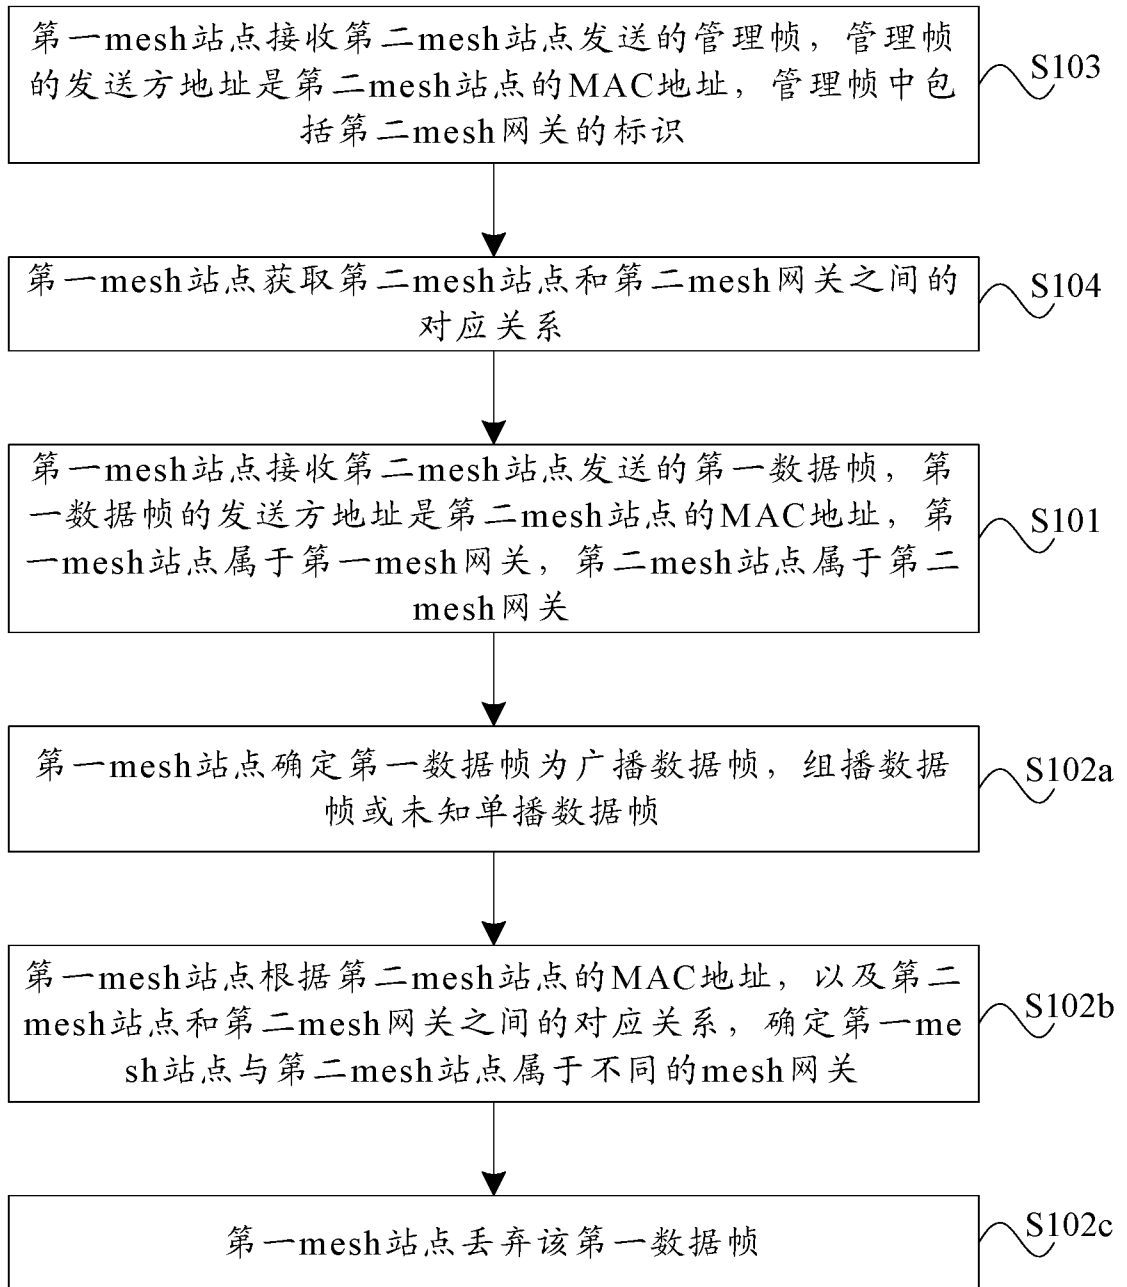 第一mesh站点接收第二mesh站点发送的管理帧，管理帧
的发送方地址是第二mesh站点的MAC地址，管理帧中包
括第二mesh网关的标识
S103
第一mesh站点获取第二mesh站点和第二mesh网关之间的
对应关系
S104
第一mesh站点接收第二mesh站点发送的第一数据帧，第
一数据帧的发送方地址是第二mesh站点的MAC地址，第
一mesh站点属于第一mesh网关，第二mesh站点属于第二
mesh网关
S101
第一mesh站点确定第一数据帧为广播数据帧，组播数据
帧或未知单播数据帧
S102a
第一mesh站点根据第二mesh站点的MAC地址，以及第二
mesh站点和第二mesh网关之间的对应关系，确定第一me
sh站点与第二mesh站点属于不同的mesh网关
S102b
第一mesh站点丢弃该第一数据帧
S102c